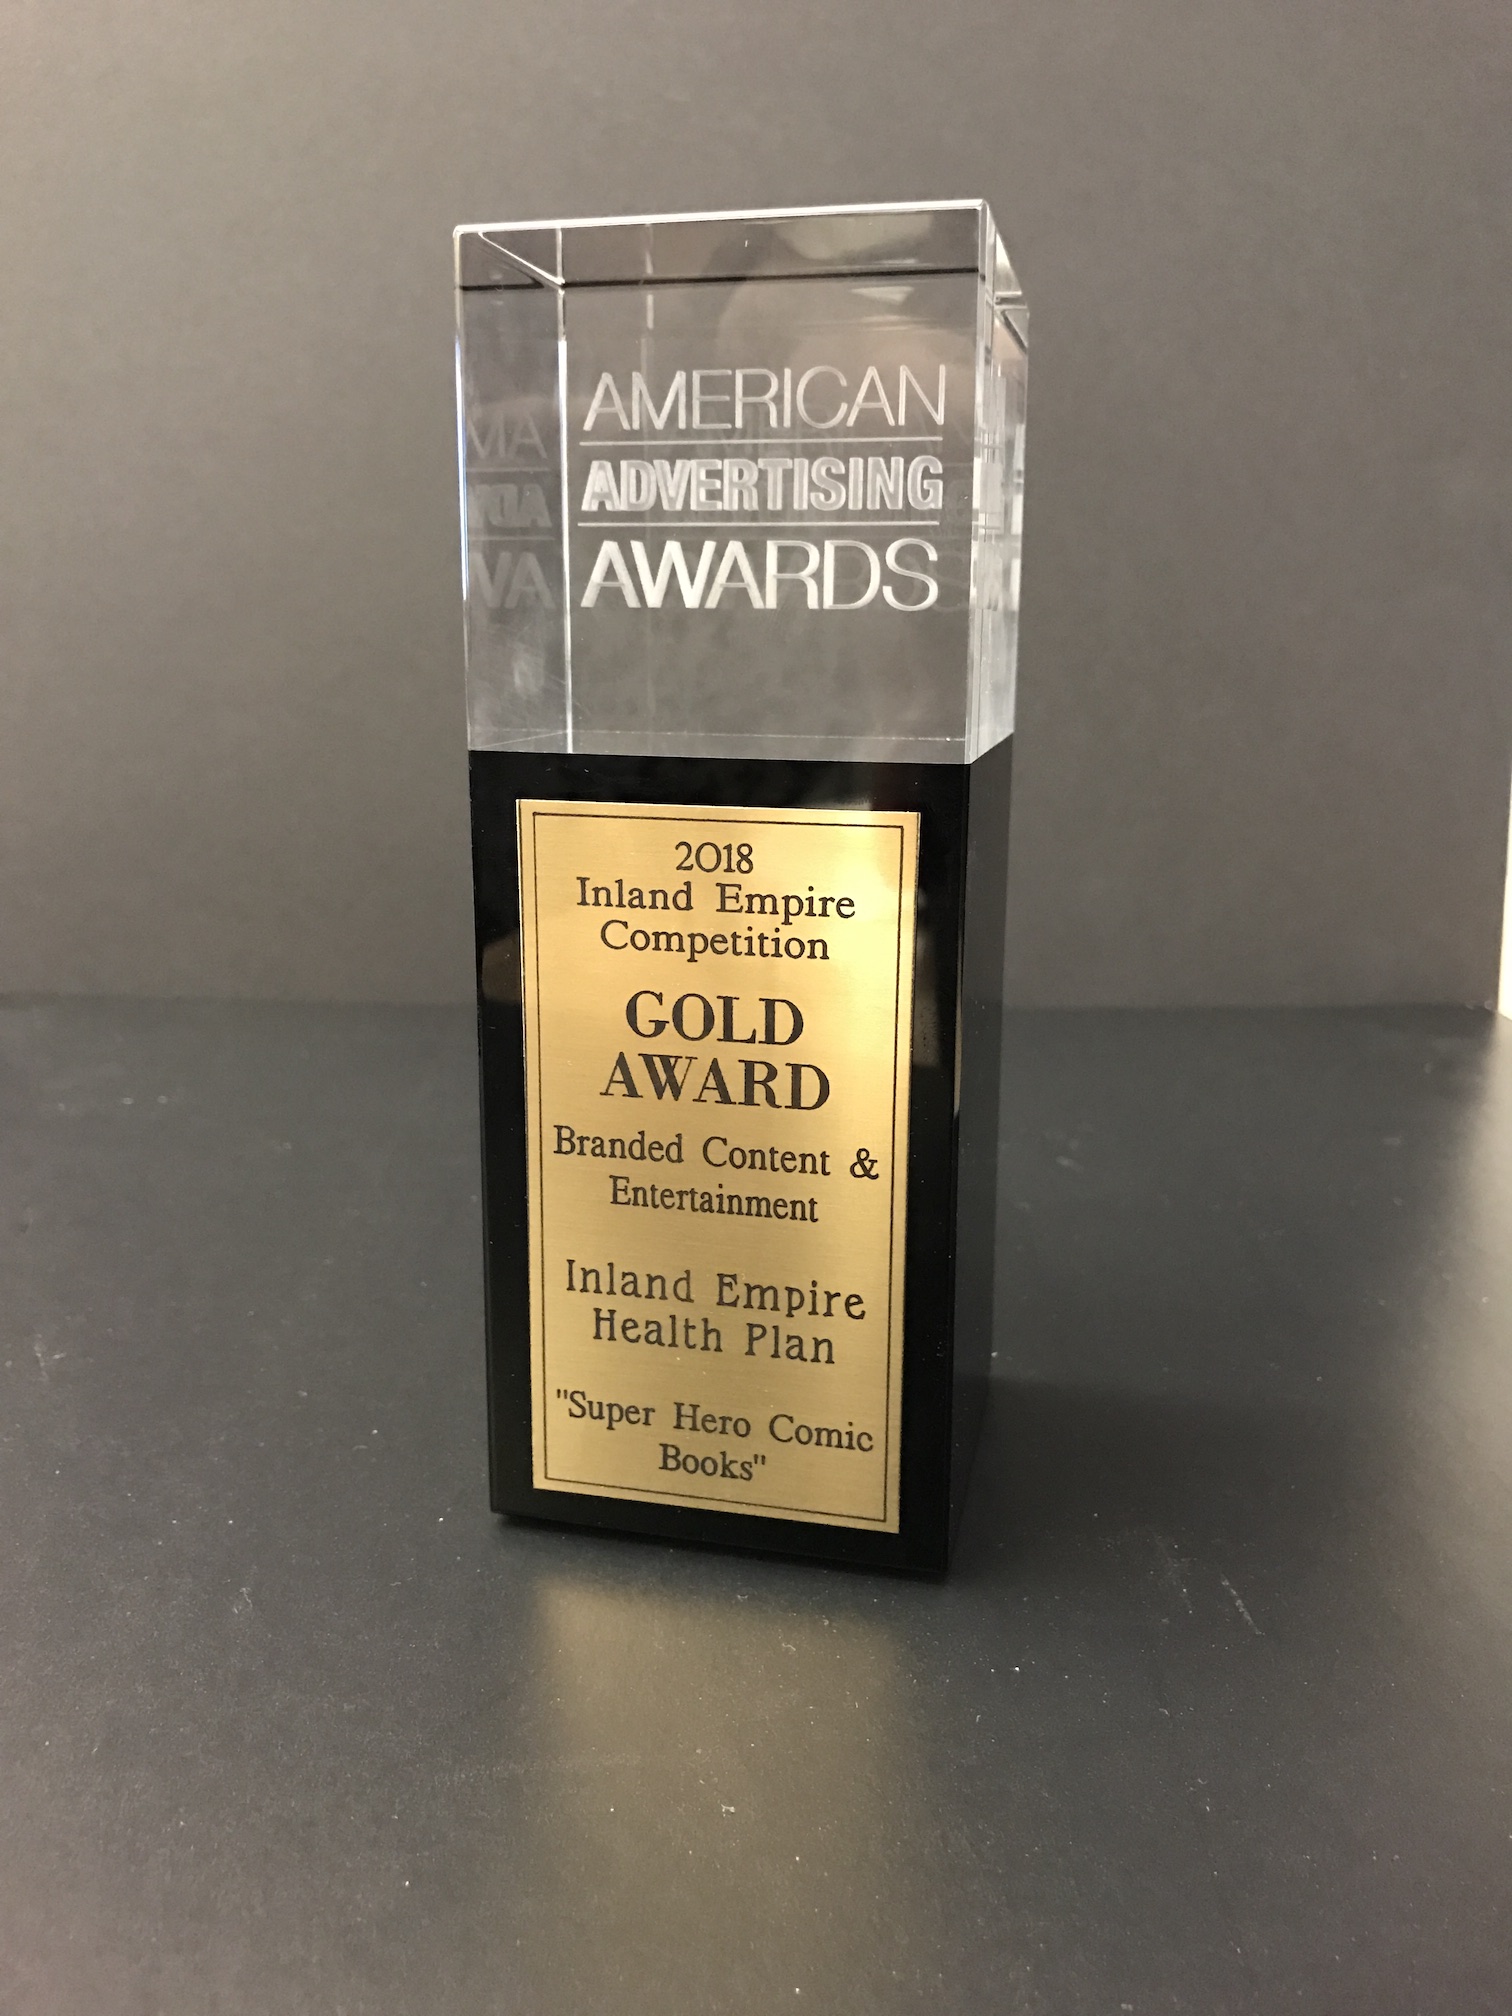 AMERICAN
ADVERTISING
AWARDS
2018
Inland Empire
Competition
GOLD
AWARD
Branded Content &
Entertainment
Inland Empire
Health Plan
"Super Hero Comic
Books"